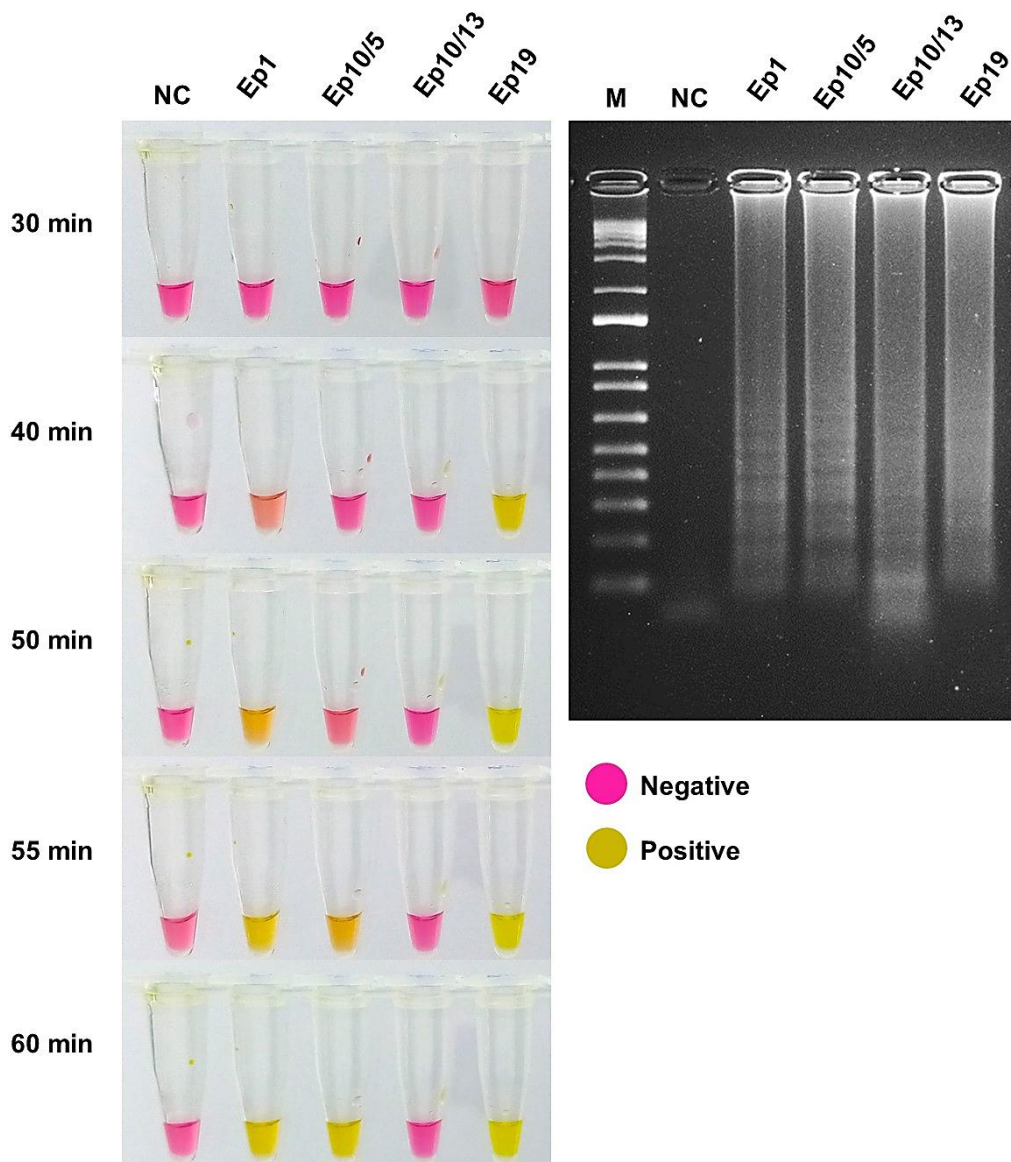 NC Ep1 Ep10/5 Ep10/13 Ep19
M NC Ep1 Ep10/5 Ep10/13 Ep19
30 min
40 min
50 min
55 min
60 min
Negative
Positive